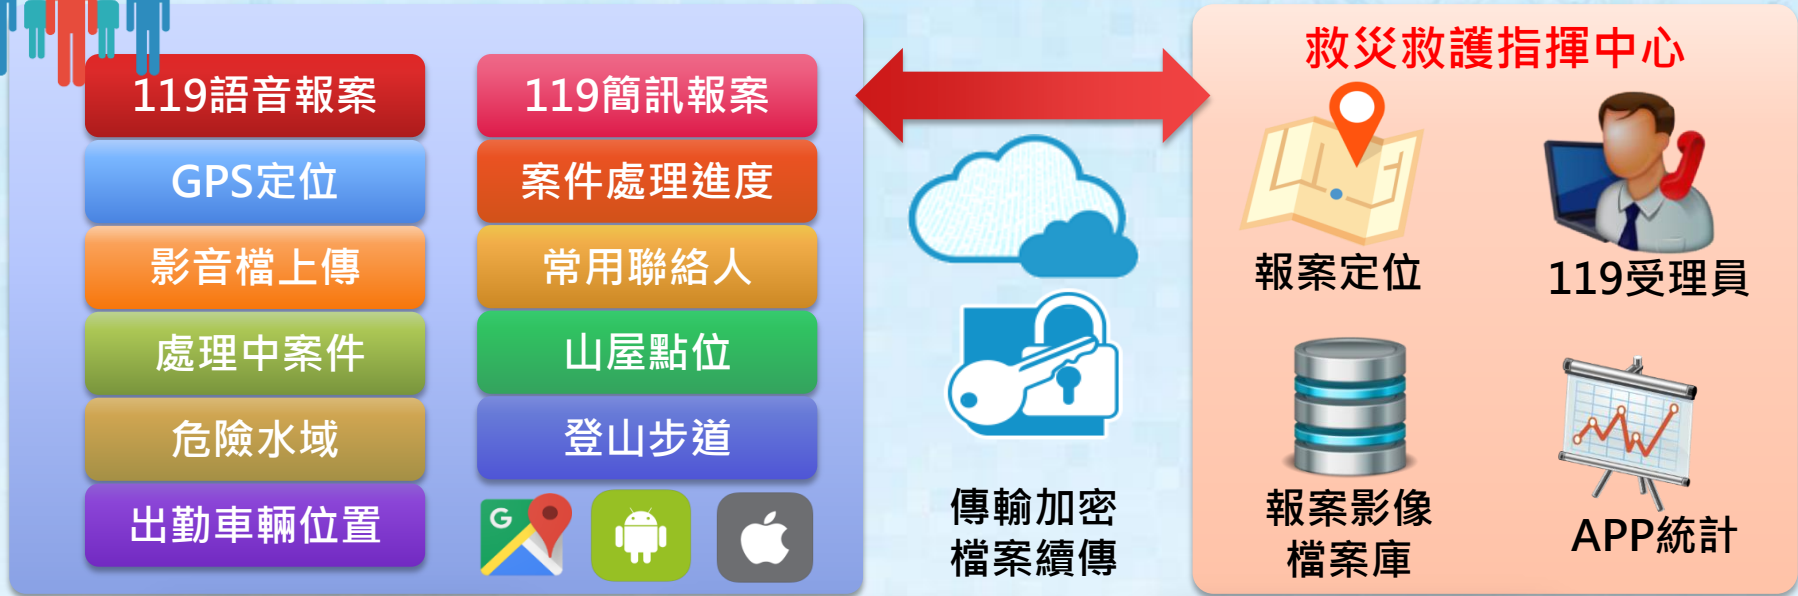 119語音報案
GPS定位
影音檔上傳
處理中案件
危險水域
出勤車輛位置
119簡訊報案
案件處理進度
常用聯絡人
山屋點位
登山步道
G
傳輸加密
檔案續傳
救災救護指揮中心
報案定位
119受理員
報案影像
檔案庫
APP統計